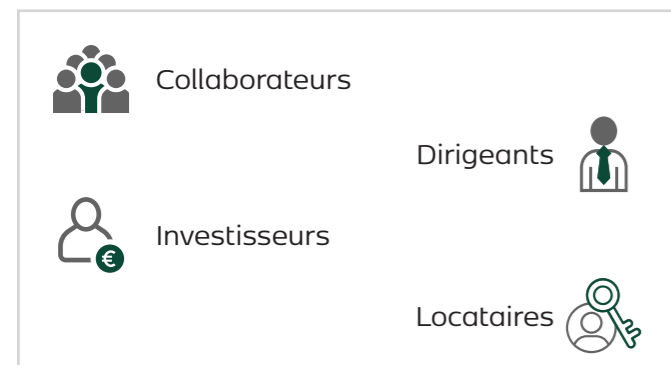 Collaborateurs
Dirigeants
Investisseurs
€
Locataires